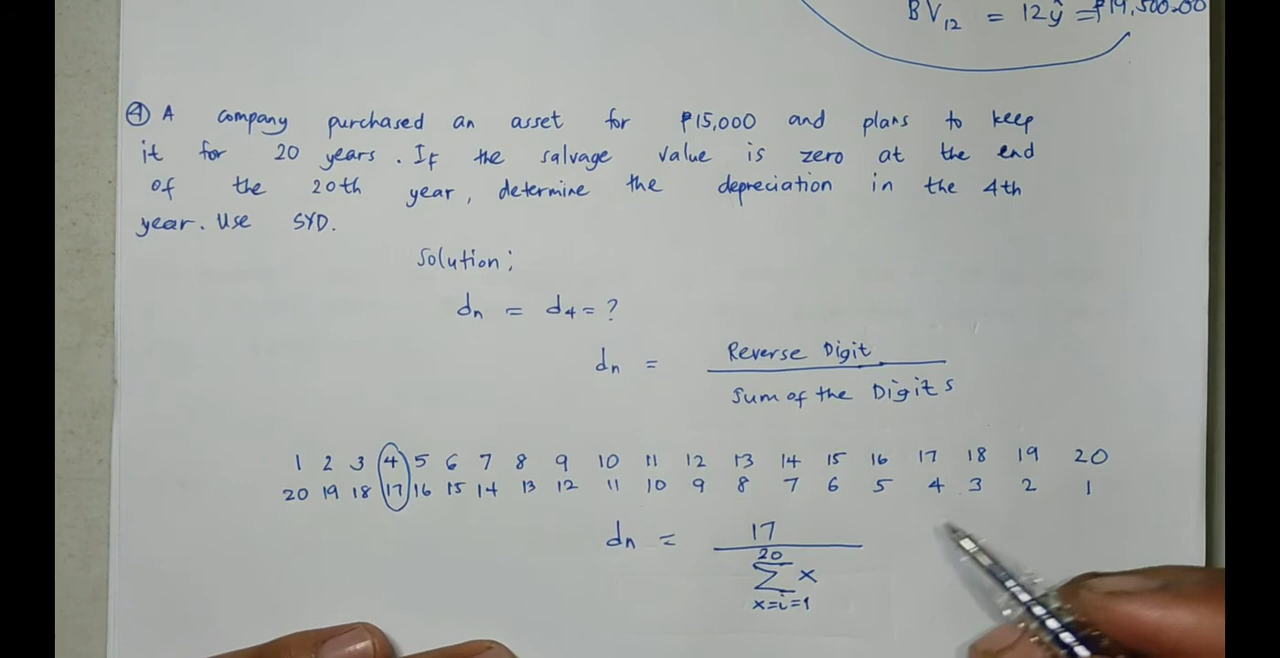 BV12 = 12ŷ = ₱19,500.00
④ A company purchased an asset for ₱15,000 and plans to keep
it for 20 years. If the salvage value is zero at the end
of the 20th year, determine the depreciation in the 4th
year. Use SYD.
Solution;
dn = d4 = ?
dn = Reverse Digit
Sum of the Digits
1 2 3 4 5 6 7 8 9 10 11 12 13 14 15 16 17 18 19 20
20 19 18 17 16 15 14 13 12 11 10 9 8 7 6 5 4 3 2 1
dn = 17
20
∑ x
x=i=1